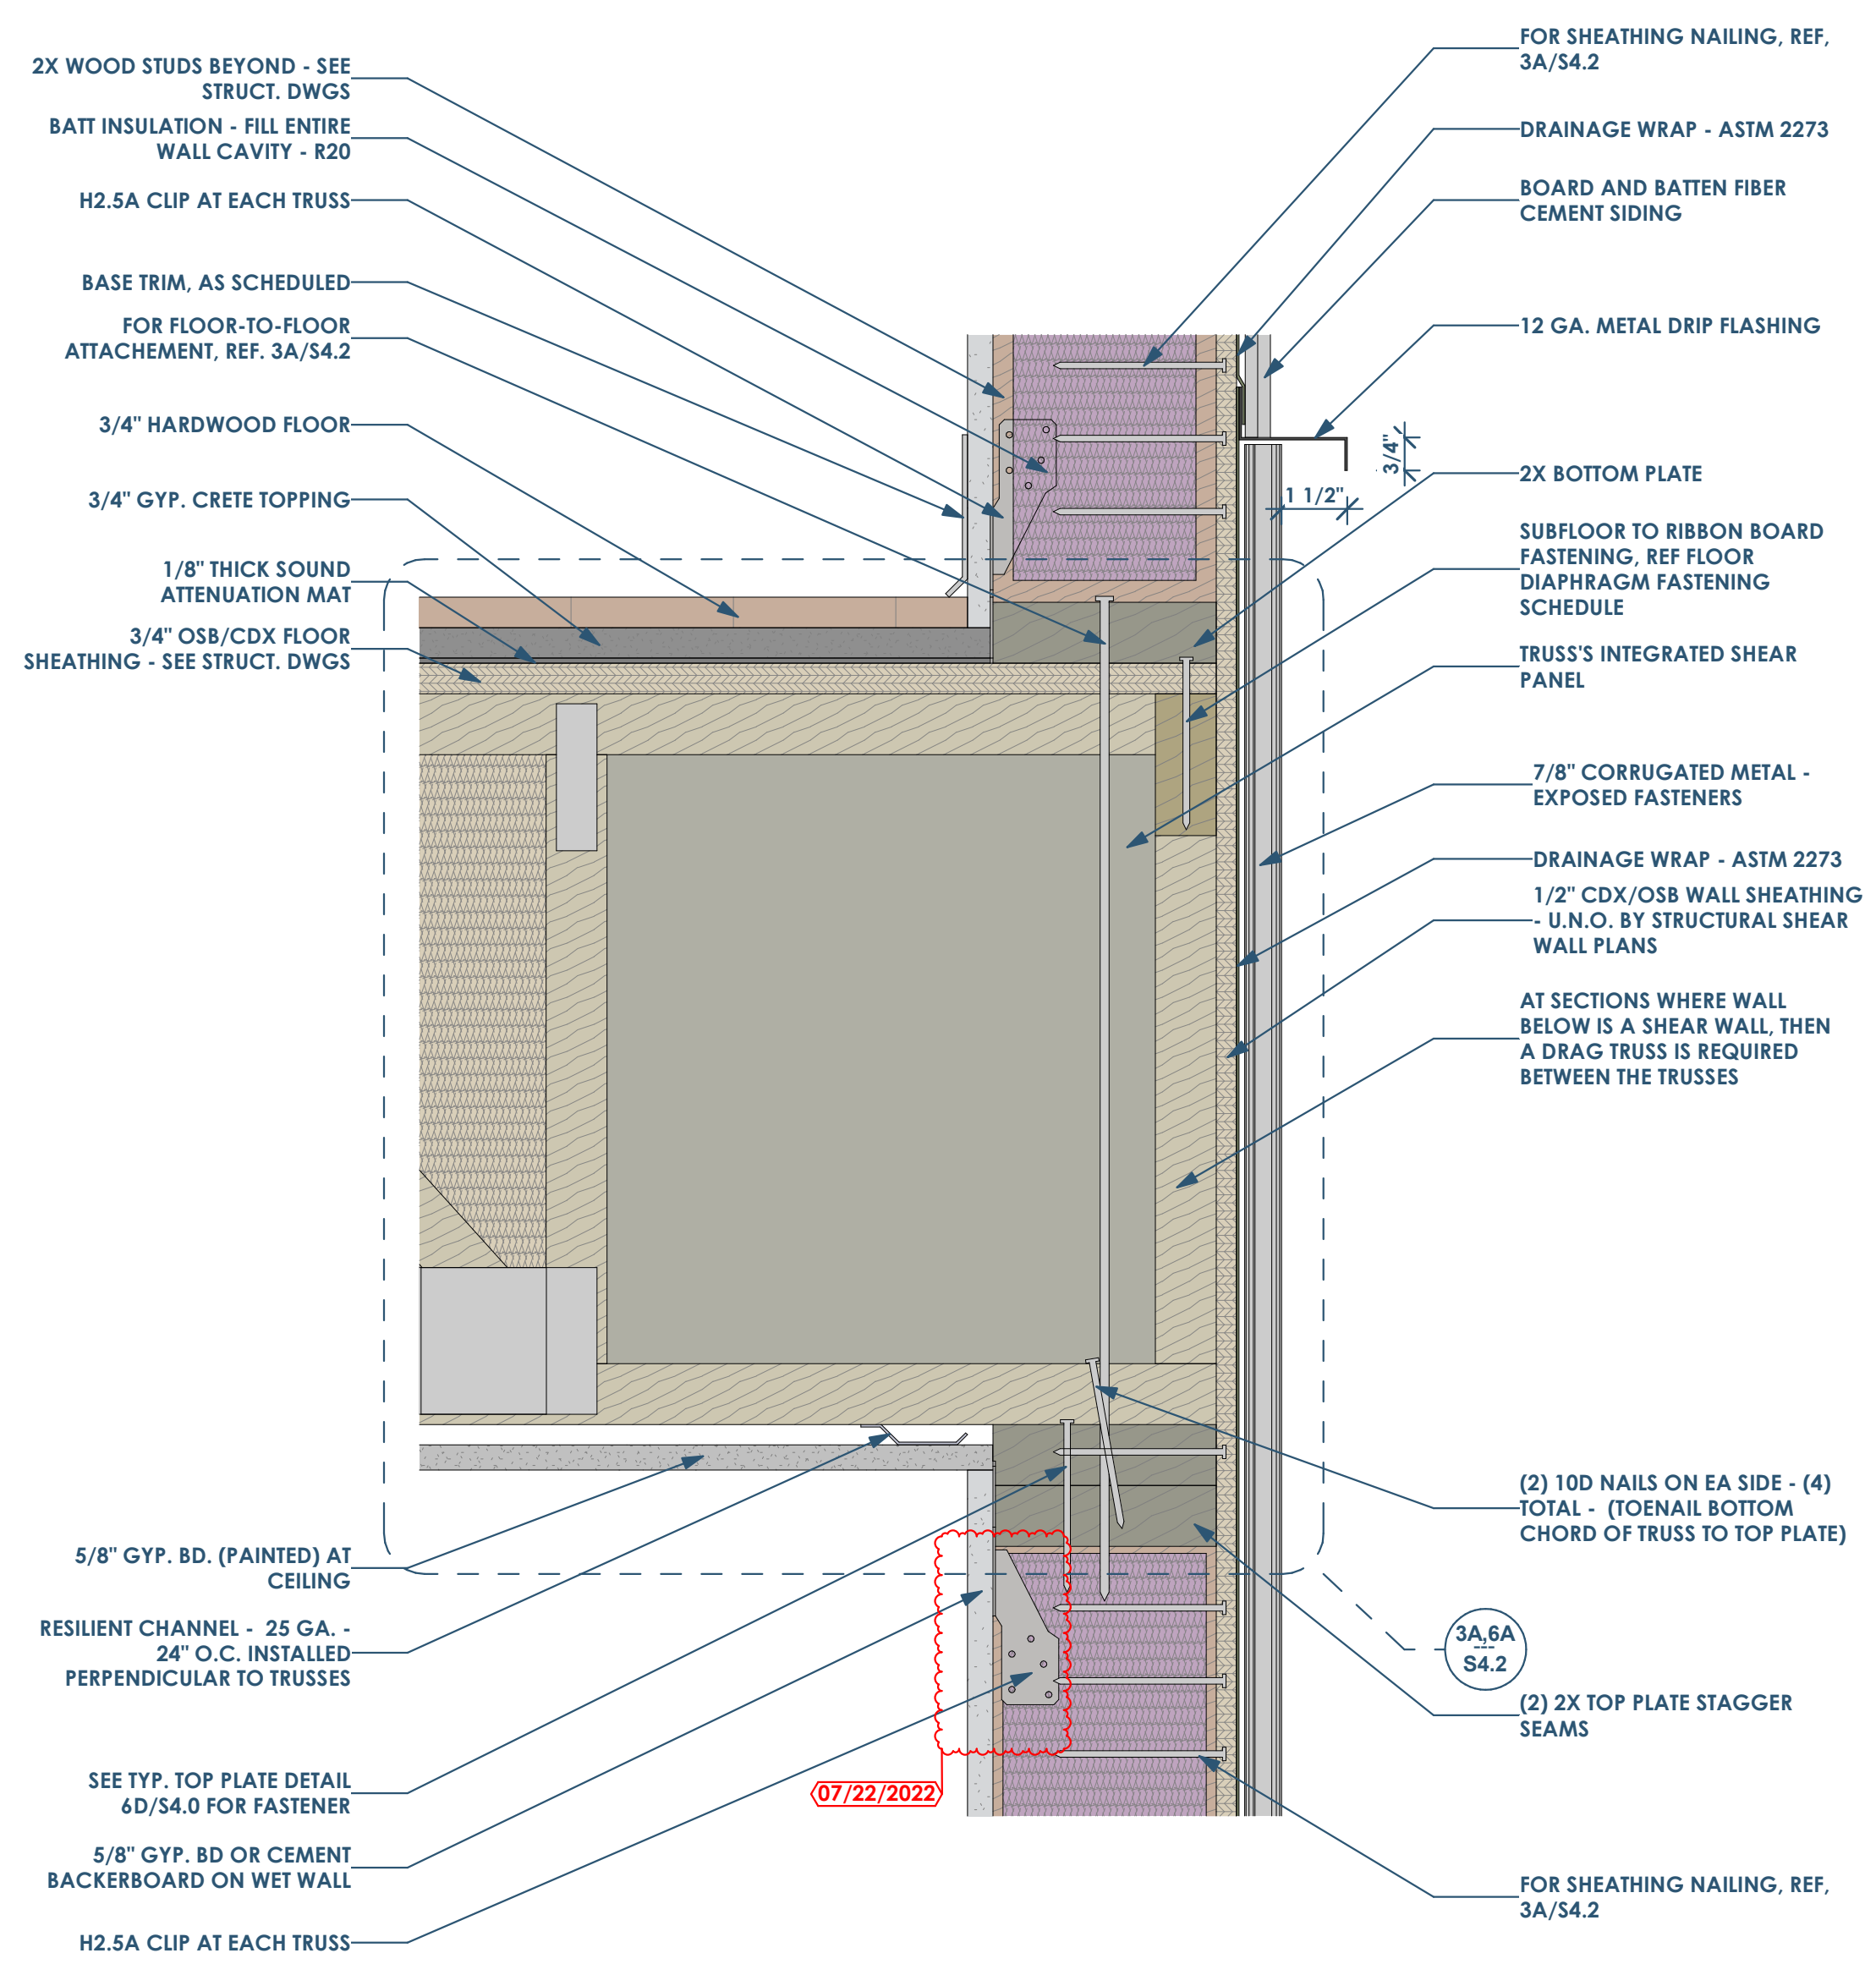 2X WOOD STUDS BEYOND - SEE
STRUCT. DWGS
BATT INSULATION - FILL ENTIRE
WALL CAVITY - R20
H2.5A CLIP AT EACH TRUSS
BASE TRIM, AS SCHEDULED
FOR FLOOR-TO-FLOOR
ATTACHEMENT, REF. 3A/S4.2
3/4" HARDWOOD FLOOR
3/4" GYP. CRETE TOPPING
1/8" THICK SOUND
ATTENUATION MAT
3/4" OSB/CDX FLOOR
SHEATHING - SEE STRUCT. DWGS
5/8" GYP. BD. (PAINTED) AT
CEILING
RESILIENT CHANNEL - 25 GA. -
24" O.C. INSTALLED
PERPENDICULAR TO TRUSSES
SEE TYP. TOP PLATE DETAIL
6D/S4.0 FOR FASTENER
5/8" GYP. BD OR CEMENT
BACKERBOARD ON WET WALL
H2.5A CLIP AT EACH TRUSS
07/22/2022
FOR SHEATHING NAILING, REF,
3A/S4.2
DRAINAGE WRAP - ASTM 2273
BOARD AND BATTEN FIBER
CEMENT SIDING
12 GA. METAL DRIP FLASHING
3/4"
1 1/2"
2X BOTTOM PLATE
SUBFLOOR TO RIBBON BOARD
FASTENING, REF FLOOR
DIAPHRAGM FASTENING
SCHEDULE
TRUSS'S INTEGRATED SHEAR
PANEL
7/8" CORRUGATED METAL -
EXPOSED FASTENERS
DRAINAGE WRAP - ASTM 2273
1/2" CDX/OSB WALL SHEATHING
- U.N.O. BY STRUCTURAL SHEAR
WALL PLANS
AT SECTIONS WHERE WALL
BELOW IS A SHEAR WALL, THEN
A DRAG TRUSS IS REQUIRED
BETWEEN THE TRUSSES
(2) 10D NAILS ON EA SIDE - (4)
TOTAL - (TOENAIL BOTTOM
CHORD OF TRUSS TO TOP PLATE)
3A,6A
---
S4.2
(2) 2X TOP PLATE STAGGER
SEAMS
FOR SHEATHING NAILING, REF,
3A/S4.2